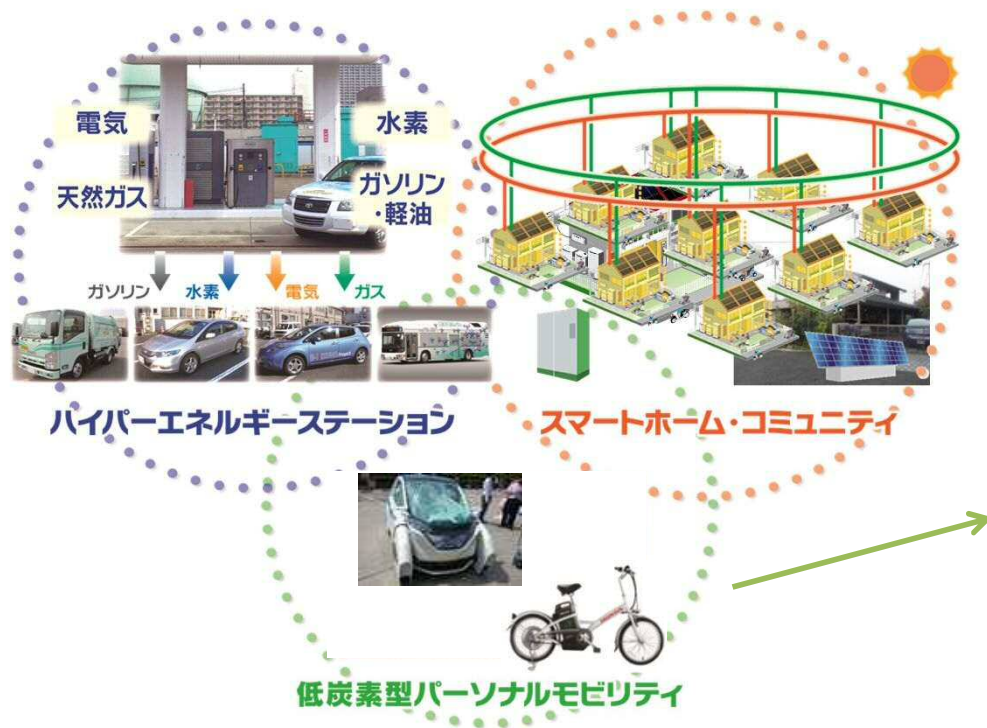 電気
水素
天然ガス
ガソリン
・軽油
ガソリン
水素
電気
ガス
ハイパーエネルギーステーション
スマートホーム・コミュニティ
低炭素型パーソナルモビリティ